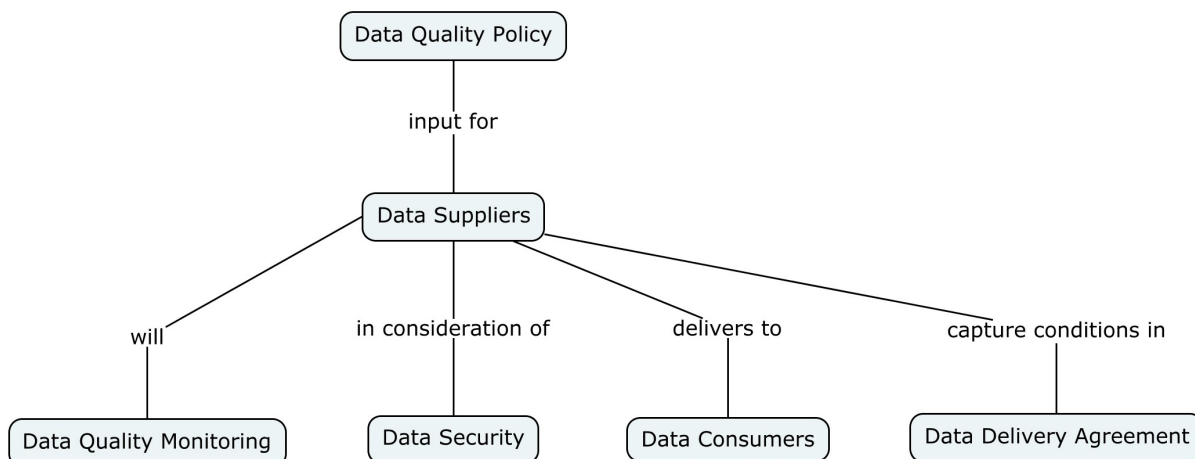 Data Quality Policy
input for
Data Suppliers
will
in consideration of
delivers to
capture conditions in
Data Quality Monitoring
Data Security
Data Consumers
Data Delivery Agreement